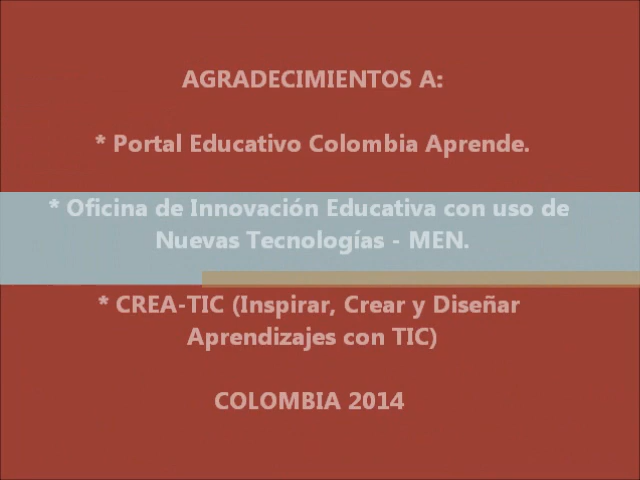 AGRADECIMIENTOS A:
* Portal Educativo Colombia Aprende.
* Oficina de Innovación Educativa con uso de
Nuevas Tecnologías - MEN.
* CREA-TIC (Inspirar, Crear y Diseñar
Aprendizajes con TIC)
COLOMBIA 2014